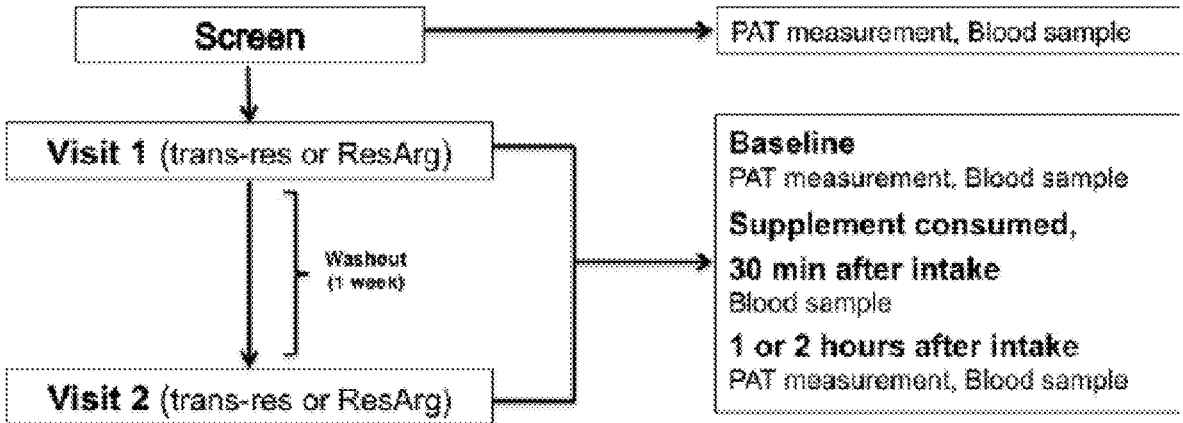 Screen
PAT measurement, Blood sample
Visit 1 (trans-res or ResArg)
Washout
(1 week)
Visit 2 (trans-res or ResArg)
Baseline
PAT measurement, Blood sample
Supplement consumed,
30 min after intake
Blood sample
1 or 2 hours after intake
PAT measurement, Blood sample